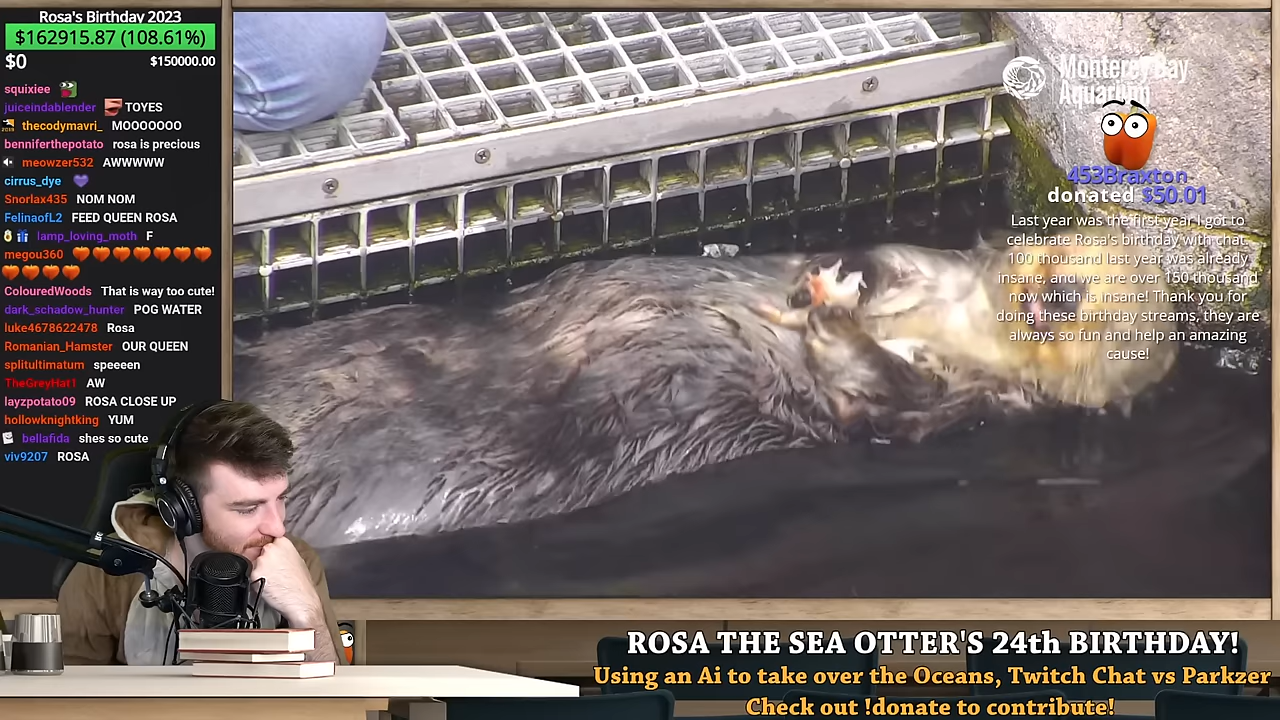 Rosa's Birthday 2023
$162915.87 (108.61%)
$0
$150000.00
squixiee
juiceindablender TOYES
thecodymavri_ MOOOOOOO
benniferthepotato rosa is precious
meowzer532 AWWWWW
cirrus_dye
Snorlax435 NOM NOM
FelinaofL2 FEED QUEEN ROSA
lamp_loving_moth F
megou360
ColouredWoods That is way too cute!
dark_schadow_hunter POG WATER
luke4678622478 Rosa
Romanian_Hamster OUR QUEEN
splitultimatum speeeen
TheGreyHat1 AW
layzpotato09 ROSA CLOSE UP
hollowknightking YUM
bellafida shes so cute
viv9207 ROSA
Monterey Bay
Aquarium
453Braxton
donated $50.01
Last year was the first year I got to
celebrate Rosa's birthday with chat.
100 thousand last year was already
insane, and we are over 150 thousand
now which is insane! Thank you for
doing these birthday streams, they are
always so fun and help an amazing
cause!
ROSA THE SEA OTTER'S 24th BIRTHDAY!
Using an Ai to take over the Oceans, Twitch Chat vs Parkzer
Check out !donate to contribute!